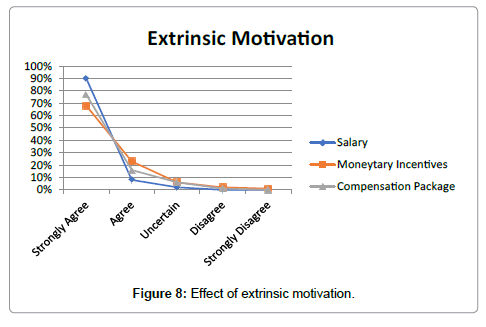 Extrinsic Motivation
100%
90%
80%
70%
60%
50%
40%
30%
20%
10%
0%
Strongly Agree
Agree
Uncertain
Disagree
Strongly Disagree
Salary
Moneytary Incentives
Compensation Package
Figure 8: Effect of extrinsic motivation.